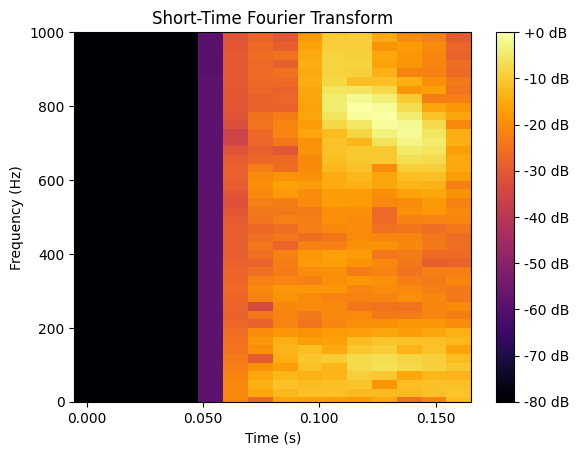 Short-Time Fourier Transform
1000
800
600
400
200
0
Frequency (Hz)
0.000
0.050
0.100
0.150
Time (s)
+0 dB
-10 dB
-20 dB
-30 dB
-40 dB
-50 dB
-60 dB
-70 dB
-80 dB